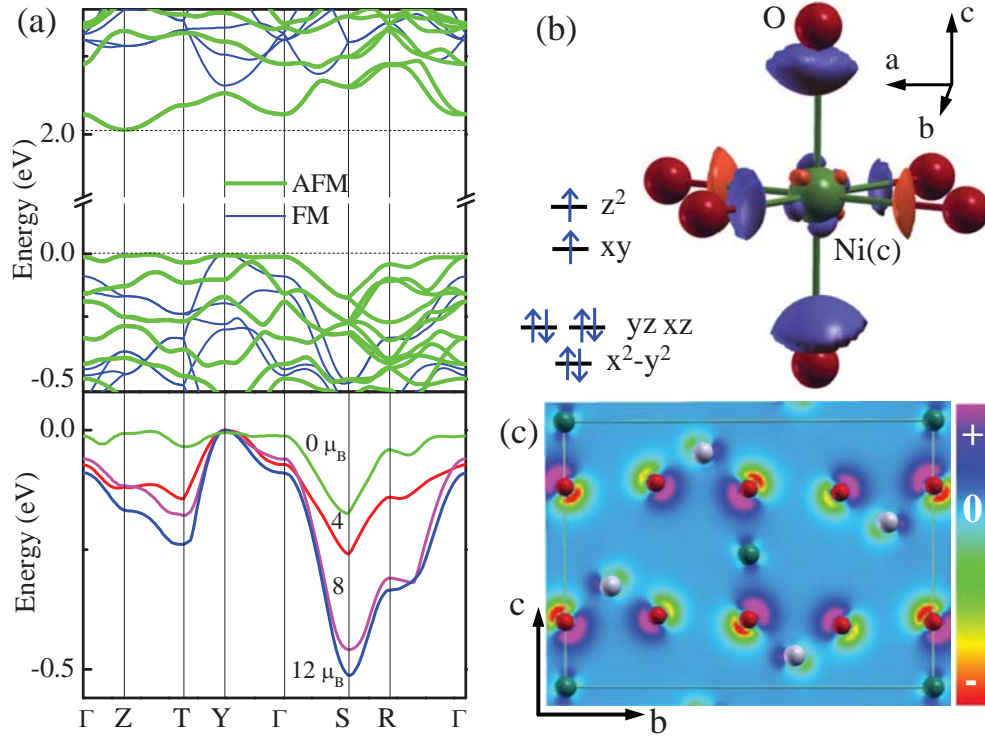 (a)
Energy (eV)
2.0
AFM
FM
0.0
-0.5
Energy (eV)
0.0
0 μB
4
8
12 μB
-0.5
Γ Z T Y Γ S R Γ
(b)
O
c
a
b
Ni(c)
z²
xy
yz xz
x²-y²
(c)
c
b
+
0
-